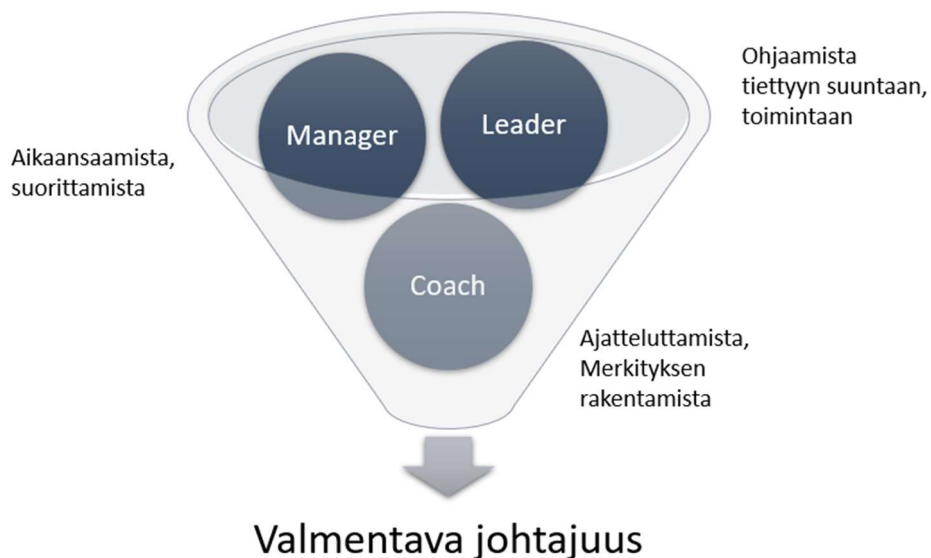 Ohjaamista
tiettyyn suuntaan,
toimintaan
Manager
Leader
Aikaansaamista,
suorittamista
Coach
Ajatteluttamista,
Merkityksen
rakentamista
Valmentava johtajuus